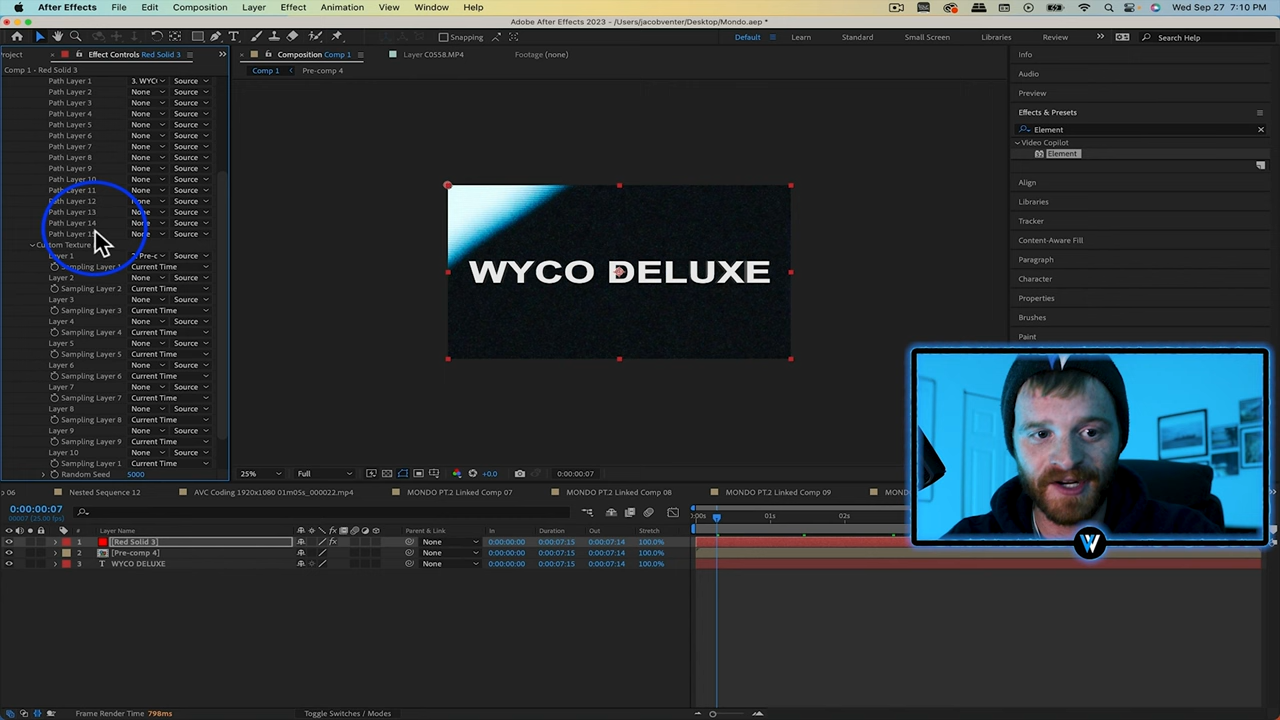 After Effects File Edit Composition Layer Effect Animation View Window Help Wed Sep 27 7:10 PM
Adobe After Effects 2023 - /Users/jacobventer/Desktop/Mondo.aep *
Snapping Default Learn Standard Small Screen Libraries Review Search Help
Project Effect Controls Red Solid 3 Composition Comp 1 Layer C0558.MP4 Footage (none) Info
Comp 1 - Red Solid 3 Comp 1 Pre-comp 4
Audio
Preview
Effects & Presets
Element
Video Copilot
Element
Align
Libraries
Tracker
Content-Aware Fill
Paragraph
Character
Properties
Brushes
Paint
Path Layer 1 3. WYCO Source
Path Layer 2 None Source
Path Layer 3 None Source
Path Layer 4 None Source
Path Layer 5 None Source
Path Layer 6 None Source
Path Layer 7 None Source
Path Layer 8 None Source
Path Layer 9 None Source
Path Layer 10 None Source
Path Layer 11 None Source
Path Layer 12 None Source
Path Layer 13 None Source
Path Layer 14 None Source
Path Layer None Source
Custom Texture
Layer 1 Pre-c Source
Sampling Layer 1 Current Time
Layer 2 None Source
Sampling Layer 2 Current Time
Layer 3 None Source
Sampling Layer 3 Current Time
Layer 4 None Source
Sampling Layer 4 Current Time
Layer 5 None Source
Sampling Layer 5 Current Time
Layer 6 None Source
Sampling Layer 6 Current Time
Layer 7 None Source
Sampling Layer 7 Current Time
Layer 8 None Source
Sampling Layer 8 Current Time
Layer 9 None Source
Sampling Layer 9 Current Time
Layer 10 None Source
Sampling Layer 1 Current Time
Random Seed 5000
WYCO DELUXE
25% Full +0.0 0:00:00:07
06 Nested Sequence 12 AVC Coding 1920x1080 01m05s_000022.mp4 MONDO PT.2 Linked Comp 07 MONDO PT.2 Linked Comp 08 MONDO PT.2 Linked Comp 09 MONDO
0:00:00:07
00007 (25.00 fps)
:00s 01s 02s
# Layer Name Parent & Link In Duration Out Stretch
1 [Red Solid 3] None 0:00:00:00 0:00:07:15 0:00:07:14 100.0%
2 [Pre-comp 4] None 0:00:00:00 0:00:07:15 0:00:07:14 100.0%
3 T WYCO DELUXE None 0:00:00:00 0:00:07:15 0:00:07:14 100.0%
W
Frame Render Time 798ms Toggle Switches / Modes